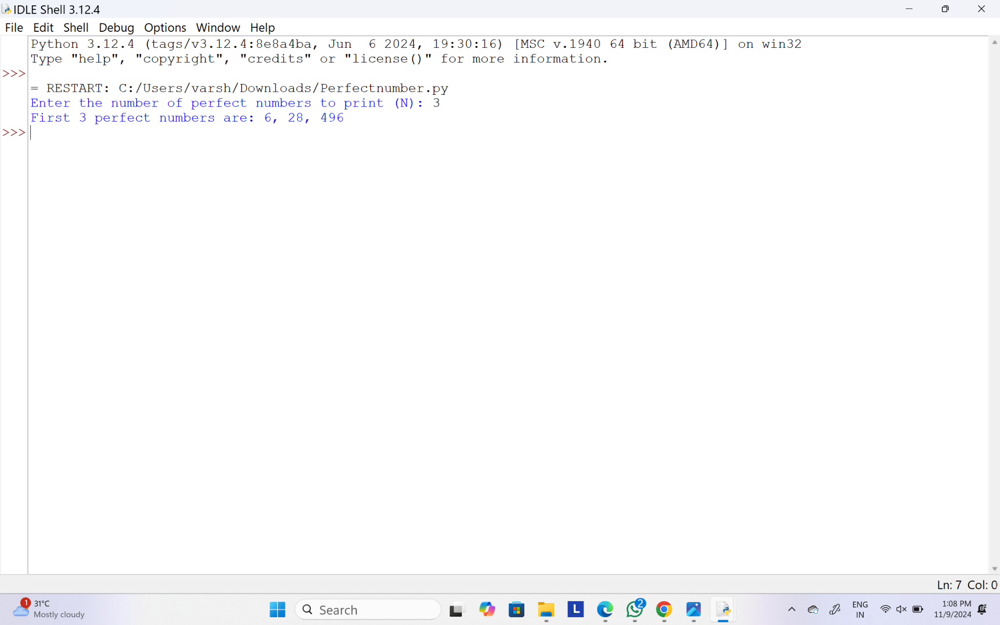 IDLE Shell 3.12.4
File Edit Shell Debug Options Window Help
Python 3.12.4 (tags/v3.12.4:8e8a4ba, Jun  6 2024, 19:30:16) [MSC v.1940 64 bit (AMD64)] on win32
Type "help", "copyright", "credits" or "license()" for more information.
>>>
= RESTART: C:/Users/varsh/Downloads/Perfectnumber.py
Enter the number of perfect numbers to print (N): 3
First 3 perfect numbers are: 6, 28, 496
>>>
Ln: 7 Col: 0
1
31°C
Mostly cloudy
Search
L
2
ENG
IN
1:08 PM
11/9/2024